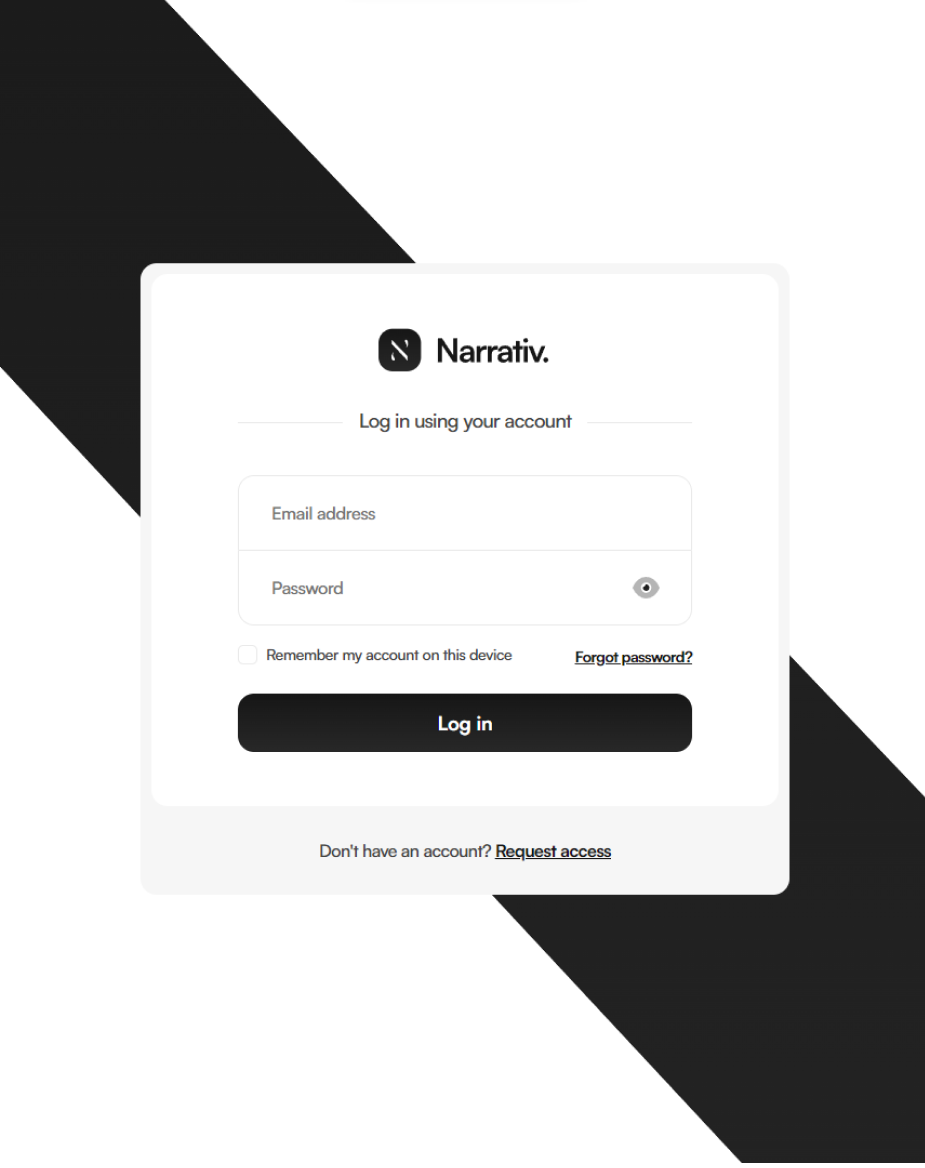 N Narrativ.
Log in using your account
Email address
Password
Remember my account on this device Forgot password?
Log in
Don't have an account? Request access